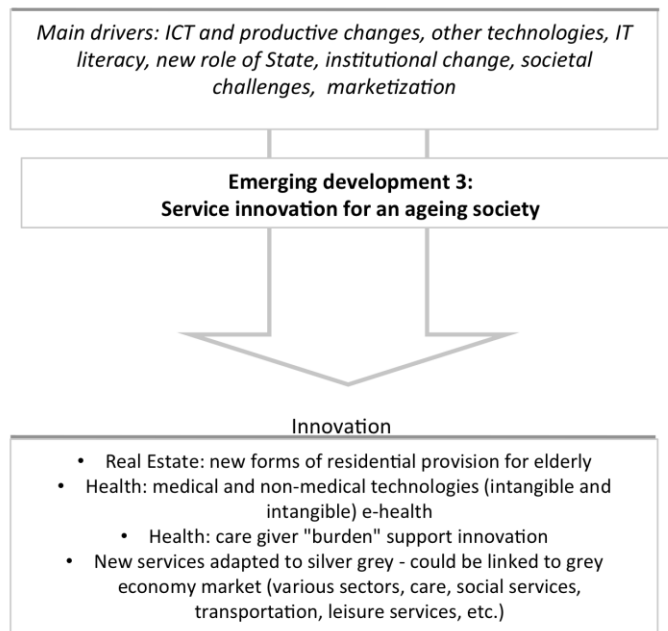 Main drivers: ICT and productive changes, other technologies, IT
literacy, new role of State, institutional change, societal
challenges, marketization
Emerging development 3:
Service innovation for an ageing society
Innovation
• Real Estate: new forms of residential provision for elderly
• Health: medical and non-medical technologies (intangible and
intangible) e-health
• Health: care giver "burden" support innovation
• New services adapted to silver grey - could be linked to grey
economy market (various sectors, care, social services,
transportation, leisure services, etc.)